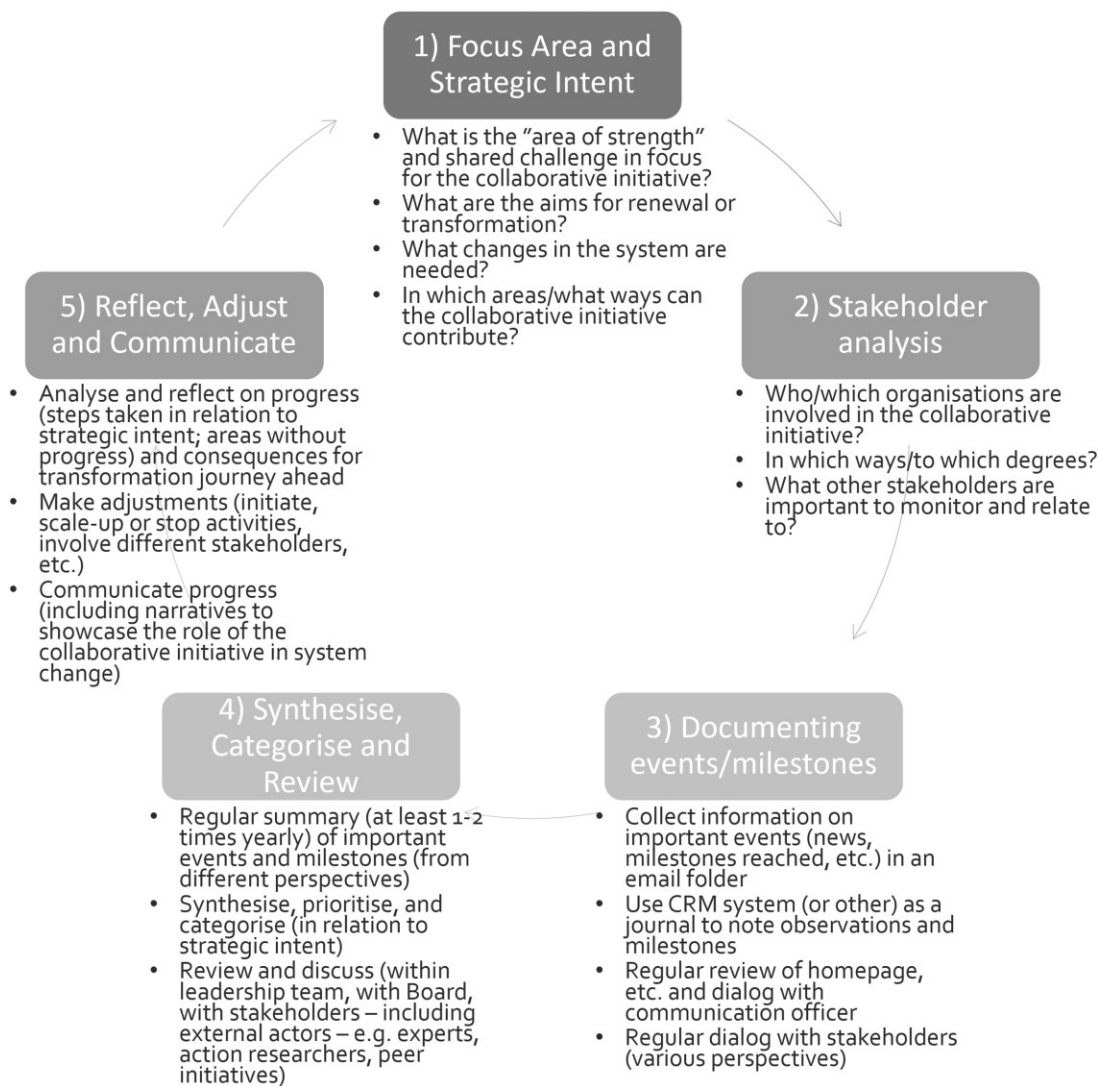 1) Focus Area and
Strategic Intent
• What is the “area of strength”
and shared challenge in focus
for the collaborative initiative?
• What are the aims for renewal or
transformation?
• What changes in the system are
needed?
• In which areas/what ways can
the collaborative initiative
contribute?
2) Stakeholder
analysis
• Who/which organisations are
involved in the collaborative
initiative?
• In which ways/to which degrees?
• What other stakeholders are
important to monitor and relate
to?
3) Documenting
events/milestones
• Collect information on
important events (news,
milestones reached, etc.) in an
email folder
• Use CRM system (or other) as a
journal to note observations and
milestones
• Regular review of homepage,
etc. and dialog with
communication officer
• Regular dialog with stakeholders
(various perspectives)
4) Synthesise,
Categorise and
Review
• Regular summary (at least 1-2
times yearly) of important
events and milestones (from
different perspectives)
• Synthesise, prioritise, and
categorise (in relation to
strategic intent)
• Review and discuss (within
leadership team, with Board,
with stakeholders – including
external actors – e.g. experts,
action researchers, peer
initiatives)
5) Reflect, Adjust
and Communicate
• Analyse and reflect on progress
(steps taken in relation to
strategic intent; areas without
progress) and consequences for
transformation journey ahead
• Make adjustments (initiate,
scale-up or stop activities,
involve different stakeholders,
etc.)
• Communicate progress
(including narratives to
showcase the role of the
collaborative initiative in system
change)